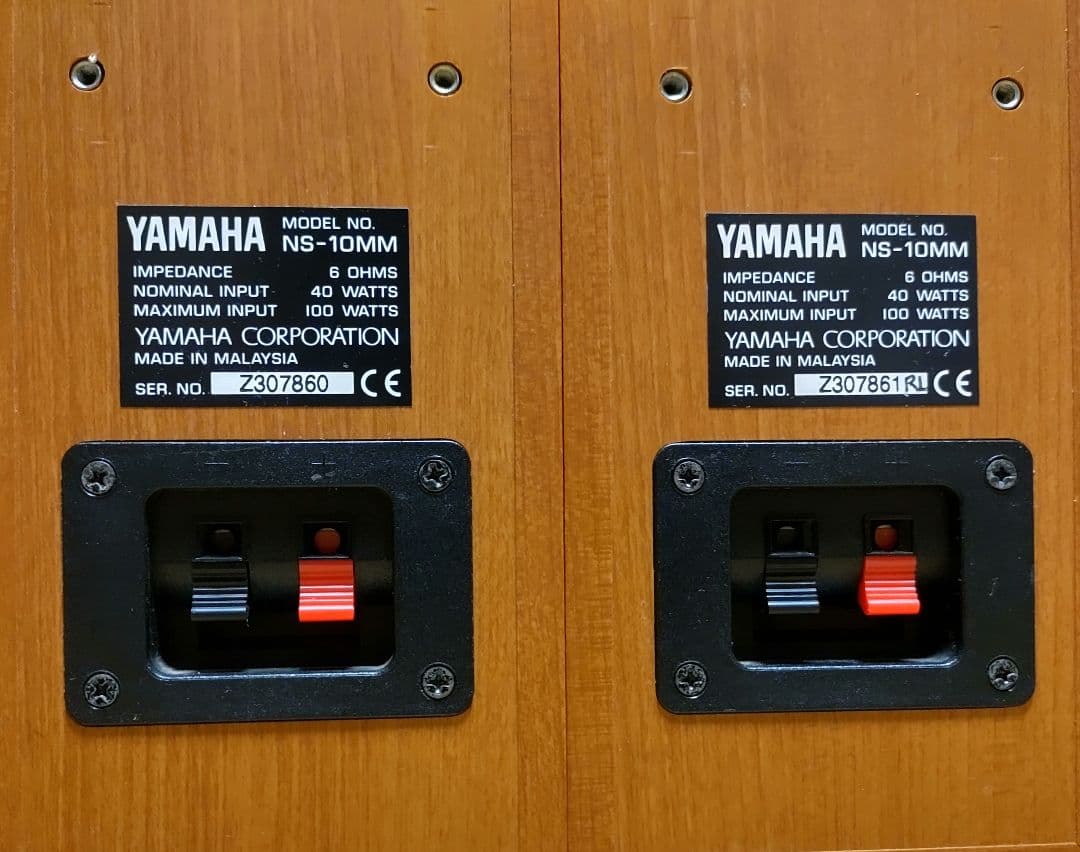 YAMAHA MODEL NO.
NS-10MM
IMPEDANCE 6 OHMS
NOMINAL INPUT 40 WATTS
MAXIMUM INPUT 100 WATTS
YAMAHA CORPORATION
MADE IN MALAYSIA
SER. NO. Z307860 CE
− +
YAMAHA MODEL NO.
NS-10MM
IMPEDANCE 6 OHMS
NOMINAL INPUT 40 WATTS
MAXIMUM INPUT 100 WATTS
YAMAHA CORPORATION
MADE IN MALAYSIA
SER. NO. Z307861 CE